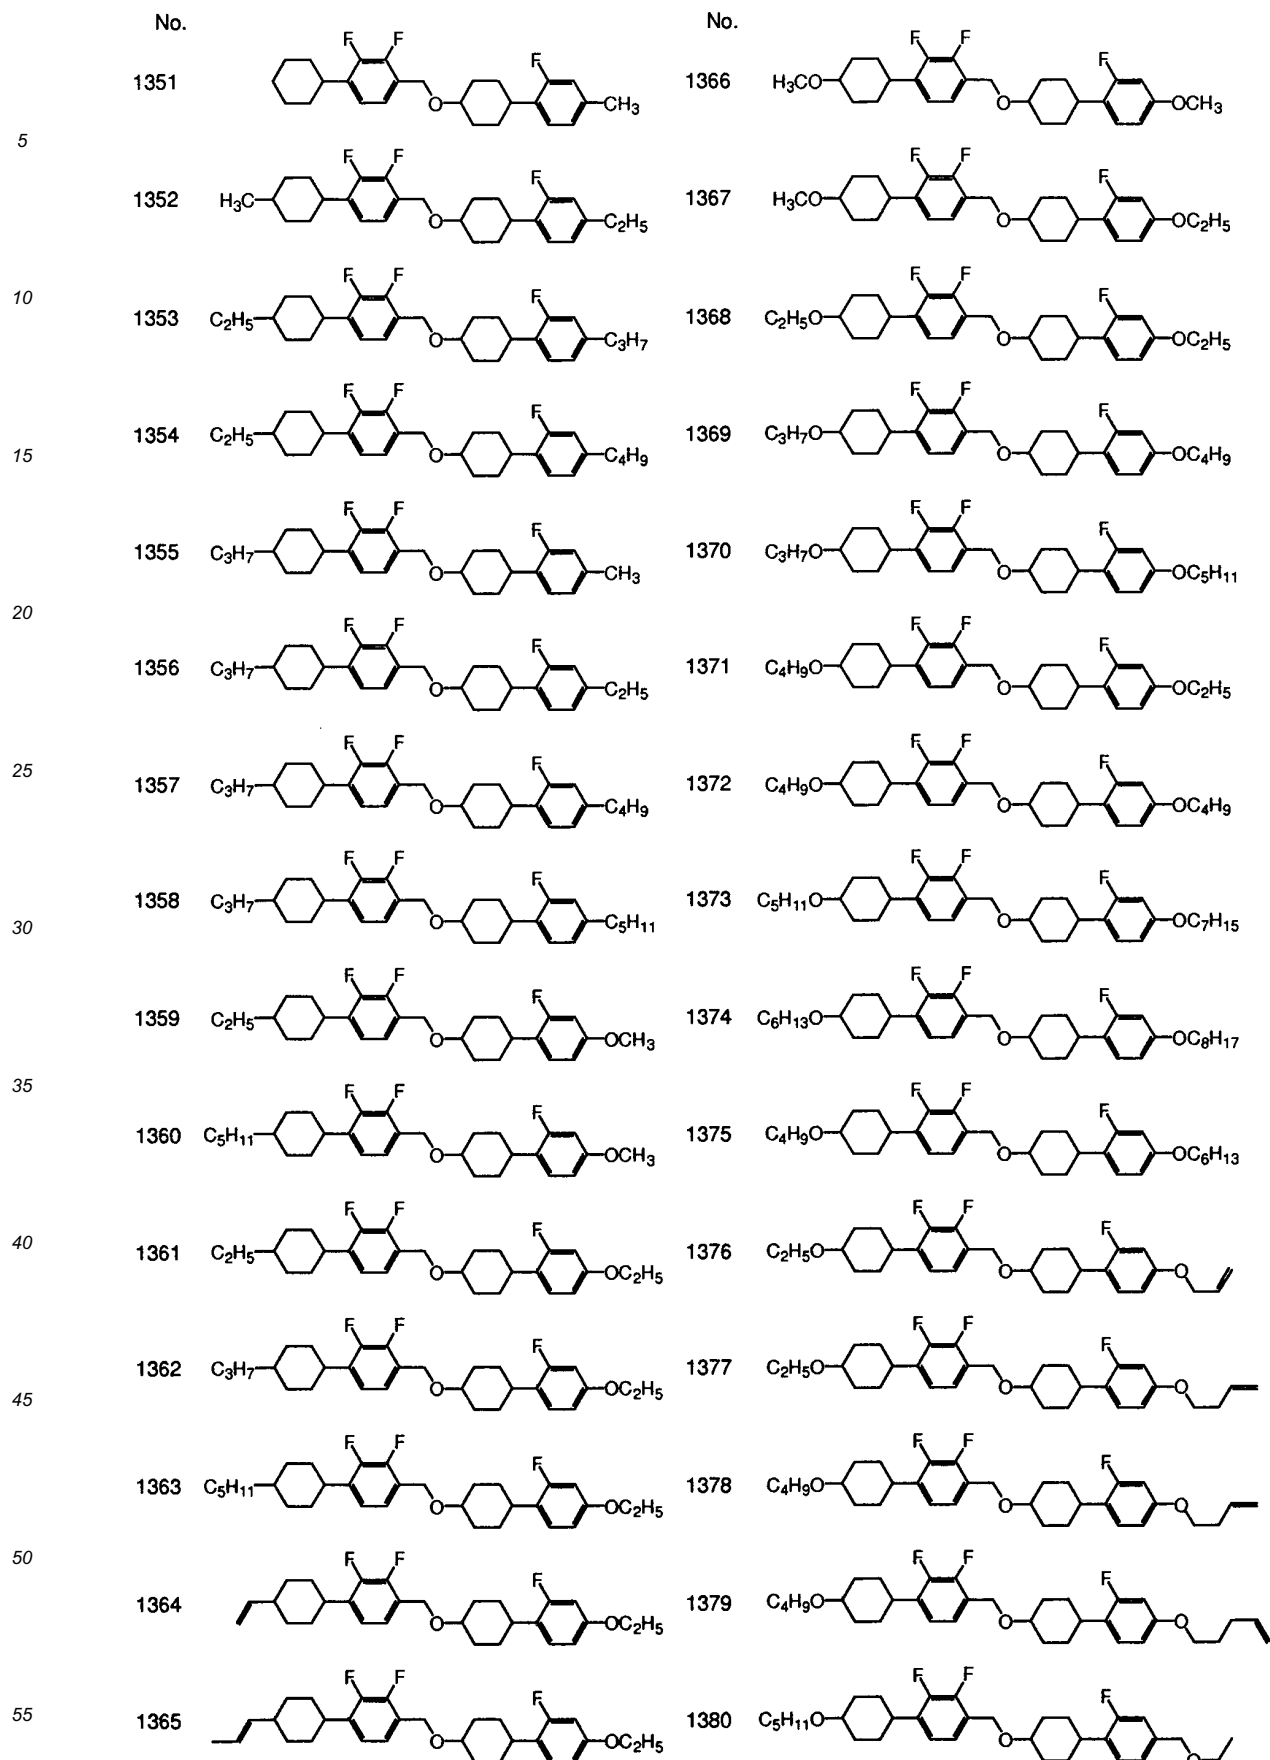 No.
No.
F F F
1351 O CH3
F F F
1366 H3CO O OCH3
5
F F F
1352 H3C O C2H5
F F F
1367 H3CO O OC2H5
10
F F F
1353 C2H5 O C3H7
F F F
1368 C2H5O O OC2H5
F F F
1354 C2H5 O C4H9
F F F
1369 C3H7O O OC4H9
15
F F F
1355 C3H7 O CH3
F F F
1370 C3H7O O OC5H11
20
F F F
1356 C3H7 O C2H5
F F F
1371 C4H9O O OC2H5
25
F F F
1357 C3H7 O C4H9
F F F
1372 C4H9O O OC4H9
F F F
1358 C3H7 O C5H11
F F F
1373 C5H11O O OC7H15
30
F F F
1359 C2H5 O OCH3
F F F
1374 C6H13O O OC8H17
35
F F F
1360 C5H11 O OCH3
F F F
1375 C4H9O O OC6H13
40
F F F
1361 C2H5 O OC2H5
F F F
1376 C2H5O O O
F F F
1362 C3H7 O OC2H5
F F F
1377 C2H5O O O
45
F F F
1363 C5H11 O OC2H5
F F F
1378 C4H9O O O
50
F F F
1364 O OC2H5
F F F
1379 C4H9O O O
55
F F F
1365 O OC2H5
F F F
1380 C5H11O O O